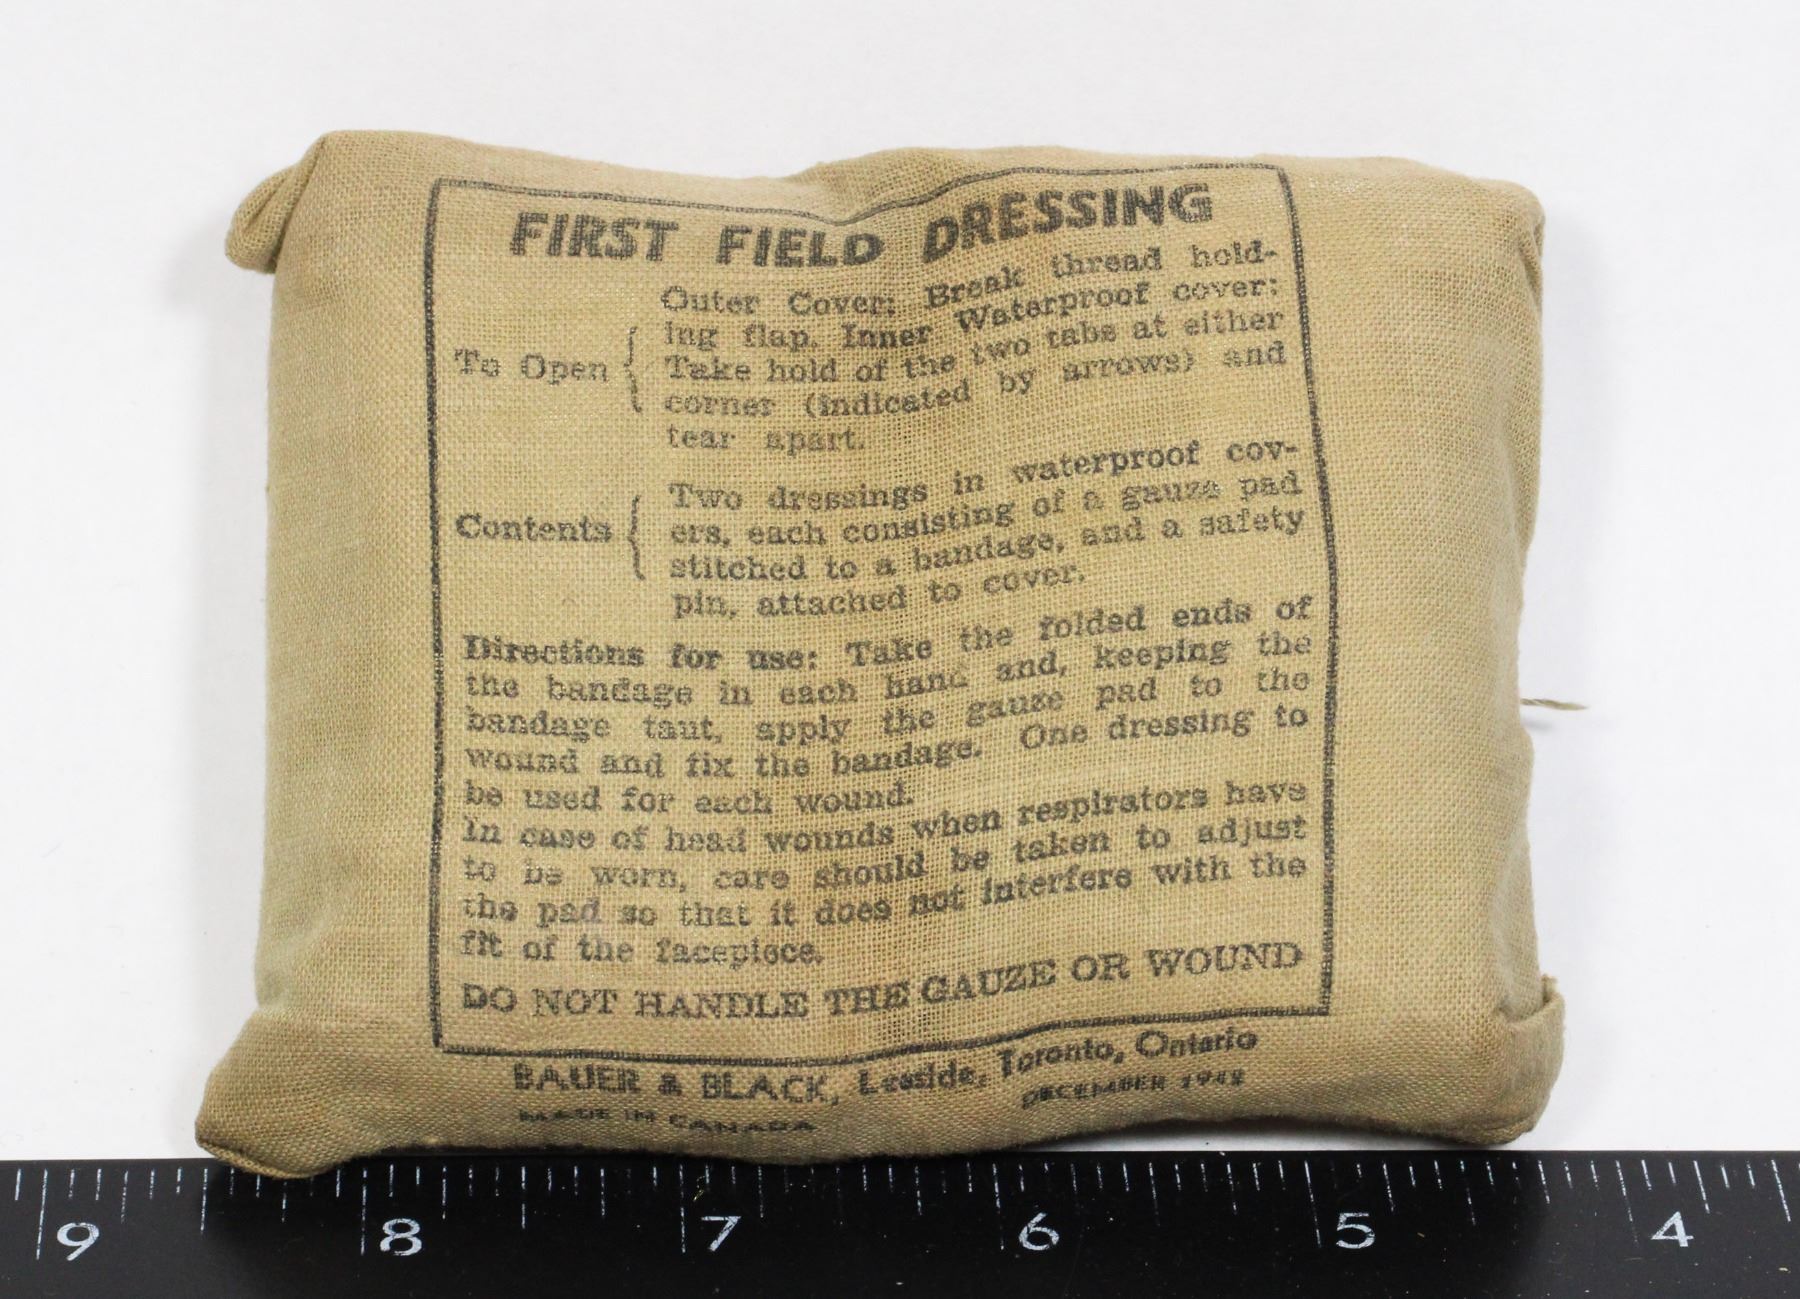 FIRST FIELD DRESSING
To Open
Outer Cover: Break thread hold-
ing flap. Inner Waterproof cover:
Take hold of the two tabs at either
corner (indicated by arrows) and
tear apart.
Contents
Two dressings in waterproof cov-
ers, each consisting of a gauze pad
stitched to a bandage, and a safety
pin, attached to cover.
Directions for use: Take the folded ends of
the bandage in each hand and, keeping the
bandage taut, apply the gauze pad to the
wound and fix the bandage. One dressing to
be used for each wound.
In case of head wounds when respirators have
to be worn, care should be taken to adjust
the pad so that it does not interfere with the
fit of the facepiece.
DO NOT HANDLE THE GAUZE OR WOUND
BAUER & BLACK, Leaside, Toronto, Ontario
MADE IN CANADA
DECEMBER
9 8 7 6 5 4